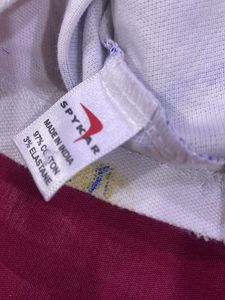 SPYKAR
MADE IN INDIA
97% COTTON
3% ELASTANE